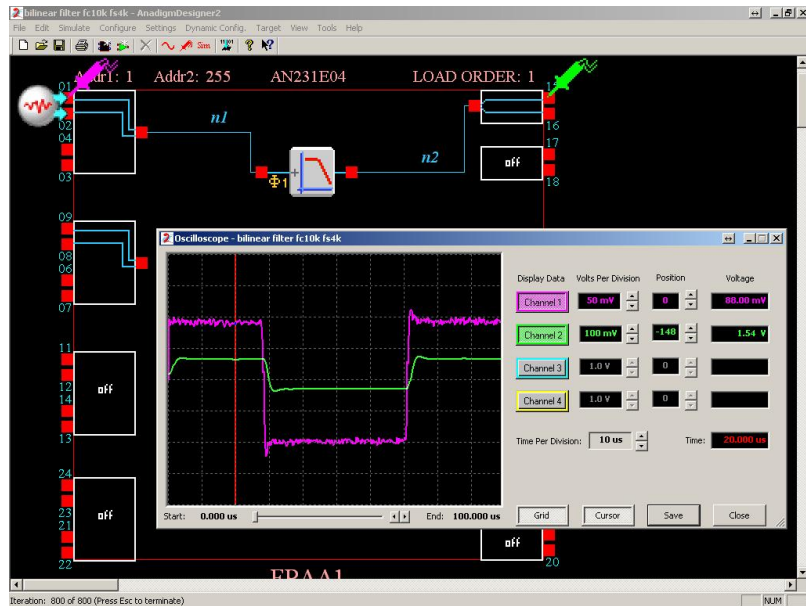 bilinear filter fc10k fs4k - AnadigmDesigner2
File Edit Simulate Configure Settings Dynamic Config. Target View Tools Help
Sim
Addr1: 1 Addr2: 255 AN231E04 LOAD ORDER: 1
01
02
04
03
n1
Φ1
n2
16
17
off
18
09
08
06
07
11
12
14
13
off
24
23
21
22
off
off
20
Oscilloscope - bilinear filter fc10k fs4k
Display Data Volts Per Division Position Voltage
Channel 1 50 mV 0 88.00 mV
Channel 2 100 mV -148 1.54 V
Channel 3 1.0 V 0
Channel 4 1.0 V 0
Time Per Division: 10 us Time: 20.000 us
Start: 0.000 us End: 100.000 us Grid Cursor Save Close
FPAA1
Iteration: 800 of 800 (Press Esc to terminate) NUM